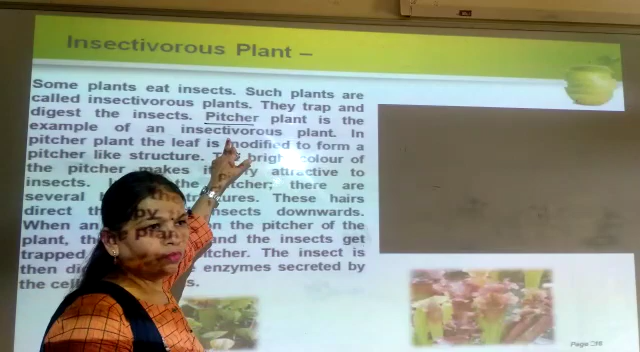 Insectivorous Plant –
Some plants eat insects. Such plants are
called insectivorous plants. They trap and
digest the insects. Pitcher plant is the
example of an insectivorous plant. In
pitcher plant the leaf is modified to form a
pitcher like structure. bright colour of
the pitcher makes attractive to
insects. there are
several These hairs
direct insects downwards.
When an on the pitcher of the
plant, and the insects get
trapped The insect is
then enzymes secreted by
the
Page